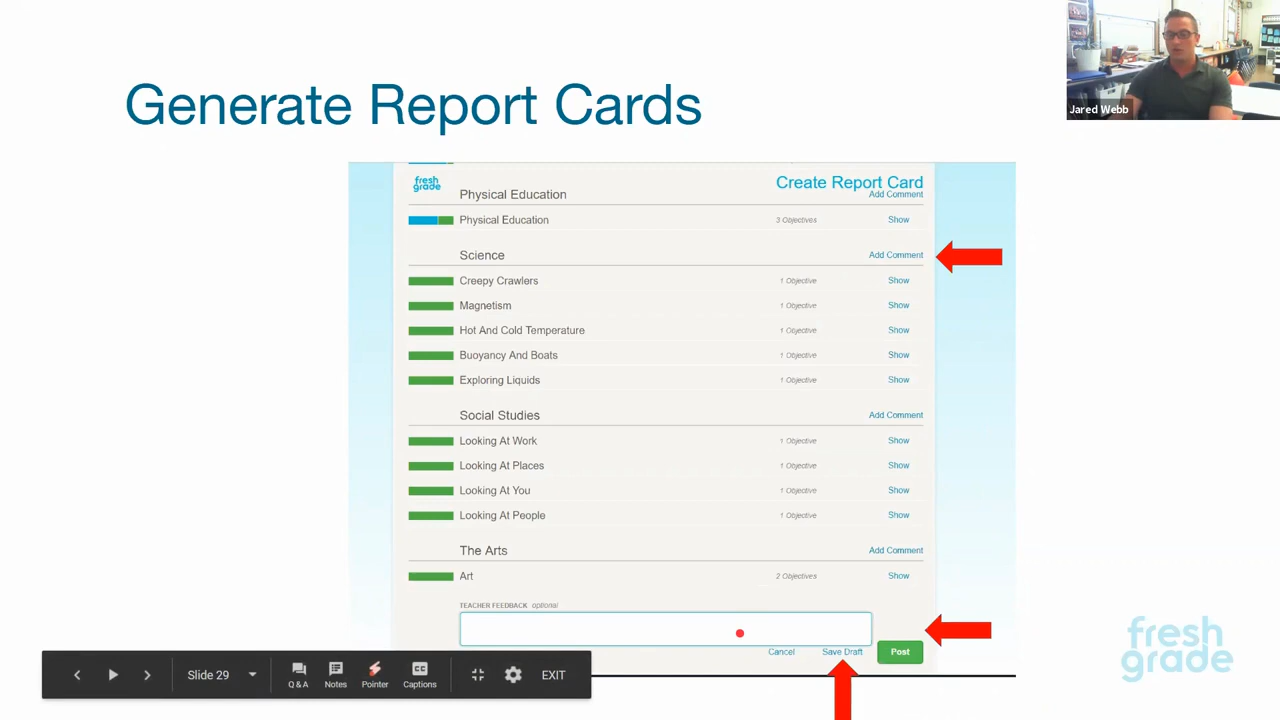 Generate Report Cards
Jared Webb
fresh
grade
Create Report Card
Physical Education
Add Comment
Physical Education
3 Objectives
Show
Science
Add Comment
Creepy Crawlers
1 Objective
Show
Magnetism
1 Objective
Show
Hot And Cold Temperature
1 Objective
Show
Buoyancy And Boats
1 Objective
Show
Exploring Liquids
1 Objective
Show
Social Studies
Add Comment
Looking At Work
1 Objective
Show
Looking At Places
1 Objective
Show
Looking At You
1 Objective
Show
Looking At People
1 Objective
Show
The Arts
Add Comment
Art
2 Objectives
Show
TEACHER FEEDBACK optional
Cancel
Save Draft
Post
Slide 29
Q & A
Notes
Pointer
CC
Captions
EXIT
fresh
grade